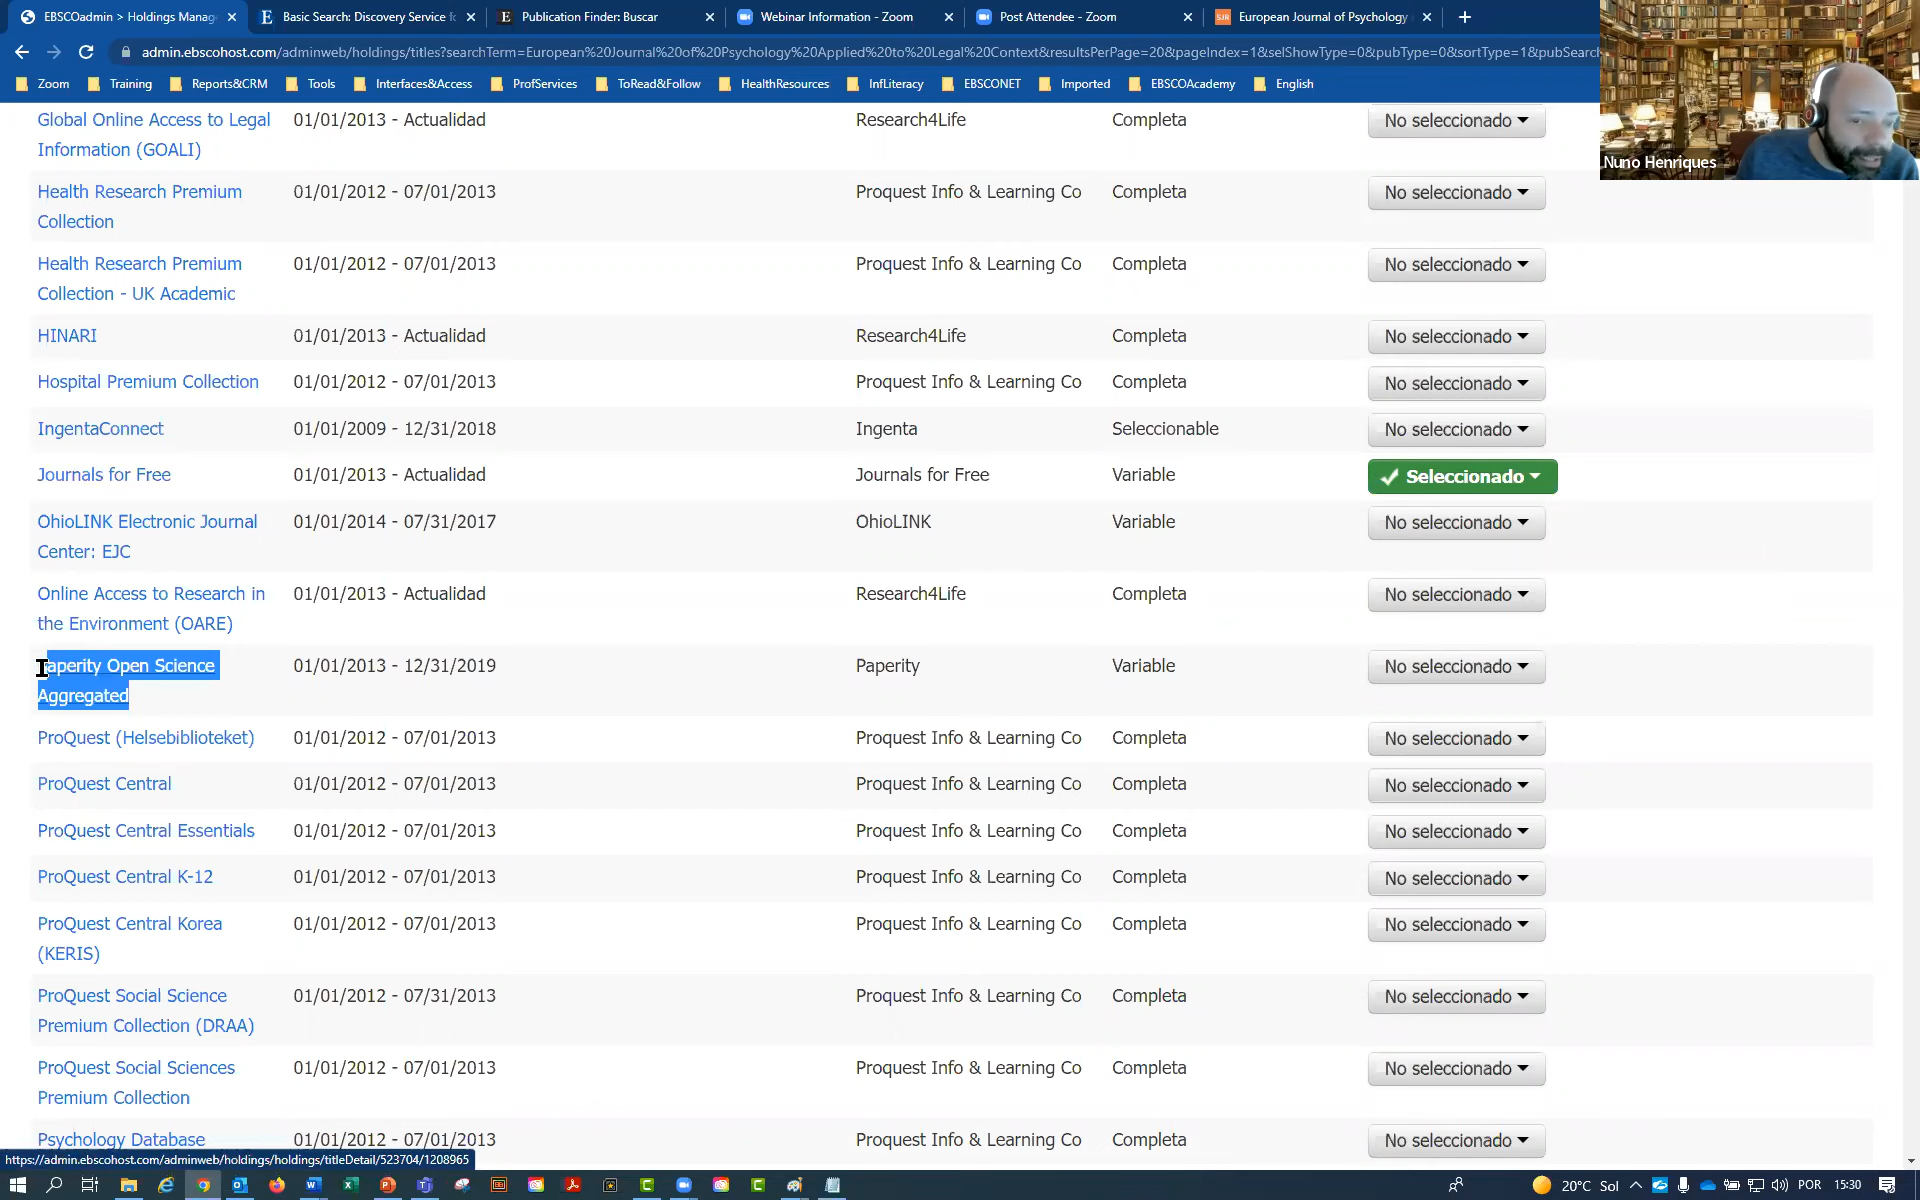 EBSCOadmin > Holdings Manag
Basic Search: Discovery Service fo
Publication Finder: Buscar
Webinar Information - Zoom
Post Attendee - Zoom
European Journal of Psychology
admin.ebscohost.com/adminweb/holdings/titles?searchTerm=European%20Journal%20of%20Psychology%20Applied%20to%20Legal%20Context&resultsPerPage=20&pageIndex=1&selShowType=0&pubType=0&sortType=1&pubSearc
Zoom
Training
Reports&CRM
Tools
Interfaces&Access
ProfServices
ToRead&Follow
HealthResources
InfLiteracy
EBSCONET
Imported
EBSCOAcademy
English
Nuno Henriques
Global Online Access to Legal
Information (GOALI)
01/01/2013 - Actualidad
Research4Life
Completa
No seleccionado
Health Research Premium
Collection
01/01/2012 - 07/01/2013
Proquest Info & Learning Co
Completa
No seleccionado
Health Research Premium
Collection - UK Academic
01/01/2012 - 07/01/2013
Proquest Info & Learning Co
Completa
No seleccionado
HINARI
01/01/2013 - Actualidad
Research4Life
Completa
No seleccionado
Hospital Premium Collection
01/01/2012 - 07/01/2013
Proquest Info & Learning Co
Completa
No seleccionado
IngentaConnect
01/01/2009 - 12/31/2018
Ingenta
Seleccionable
No seleccionado
Journals for Free
01/01/2013 - Actualidad
Journals for Free
Variable
Seleccionado
OhioLINK Electronic Journal
Center: EJC
01/01/2014 - 07/31/2017
OhioLINK
Variable
No seleccionado
Online Access to Research in
the Environment (OARE)
01/01/2013 - Actualidad
Research4Life
Completa
No seleccionado
Paperity Open Science
Aggregated
01/01/2013 - 12/31/2019
Paperity
Variable
No seleccionado
ProQuest (Helsebiblioteket)
01/01/2012 - 07/01/2013
Proquest Info & Learning Co
Completa
No seleccionado
ProQuest Central
01/01/2012 - 07/01/2013
Proquest Info & Learning Co
Completa
No seleccionado
ProQuest Central Essentials
01/01/2012 - 07/01/2013
Proquest Info & Learning Co
Completa
No seleccionado
ProQuest Central K-12
01/01/2012 - 07/01/2013
Proquest Info & Learning Co
Completa
No seleccionado
ProQuest Central Korea
(KERIS)
01/01/2012 - 07/01/2013
Proquest Info & Learning Co
Completa
No seleccionado
ProQuest Social Science
Premium Collection (DRAA)
01/01/2012 - 07/31/2013
Proquest Info & Learning Co
Completa
No seleccionado
ProQuest Social Sciences
Premium Collection
01/01/2012 - 07/01/2013
Proquest Info & Learning Co
Completa
No seleccionado
Psychology Database
01/01/2012 - 07/01/2013
Proquest Info & Learning Co
Completa
No seleccionado
https://admin.ebscohost.com/adminweb/holdings/holdings/titleDetail/523704/1208965
20°C Sol
POR
15:30